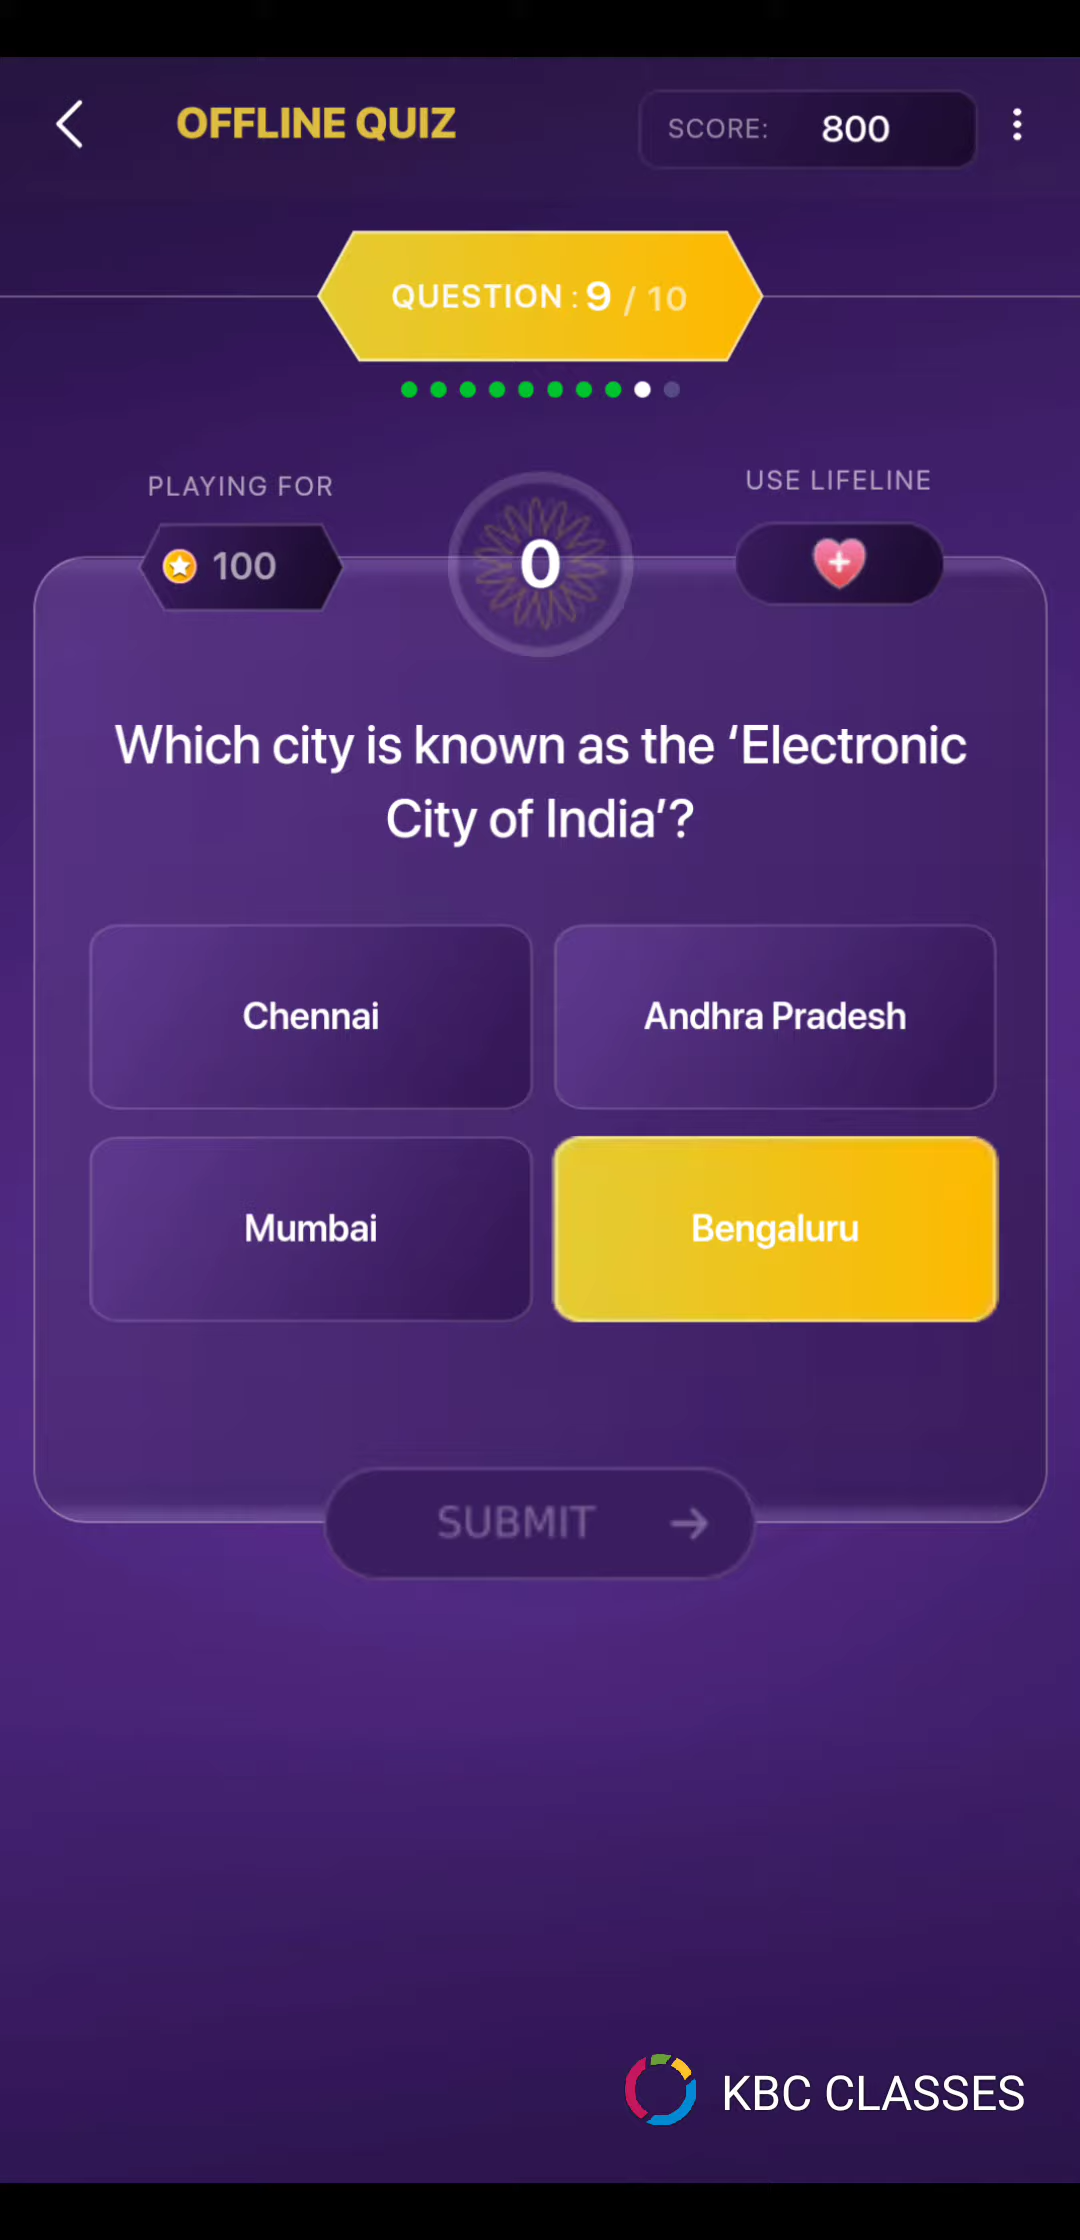 OFFLINE QUIZ
SCORE: 800
QUESTION : 9 / 10
PLAYING FOR
USE LIFELINE
100
0
Which city is known as the ‘Electronic
City of India’?
Chennai
Andhra Pradesh
Mumbai
Bengaluru
SUBMIT
KBC CLASSES